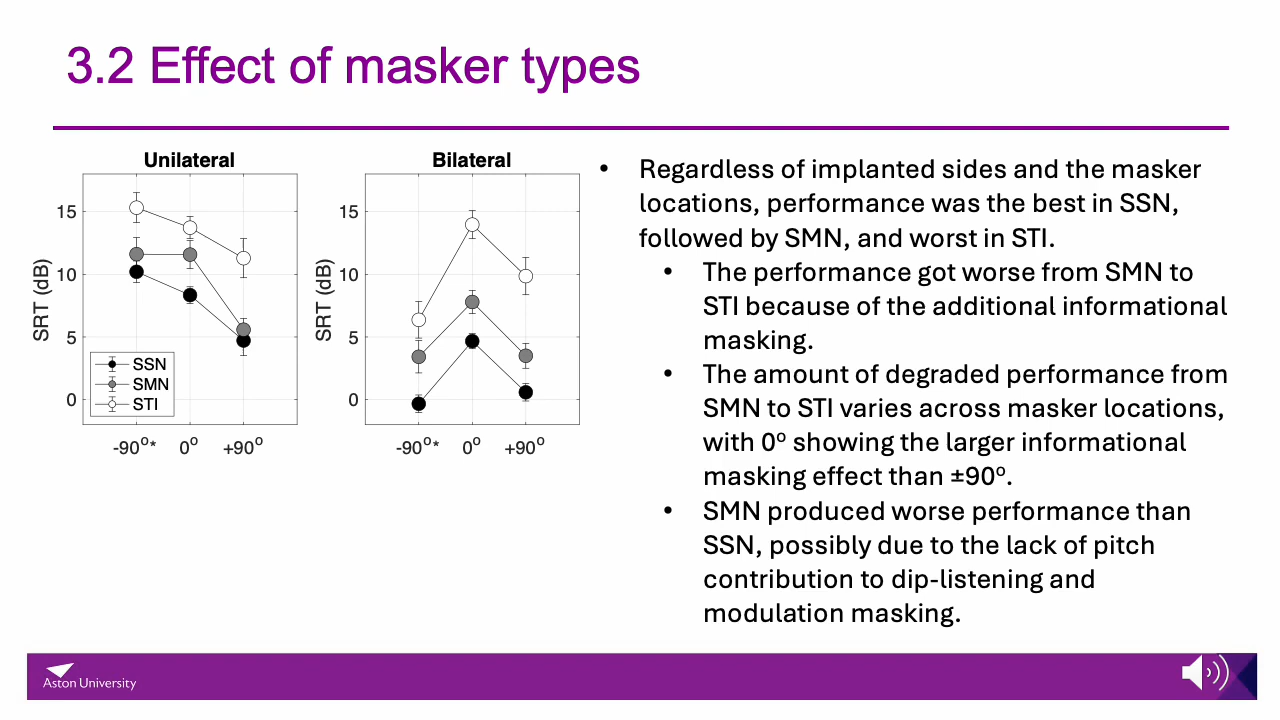 3.2 Effect of masker types
Unilateral
15
10
5
0
SRT (dB)
SSN
SMN
STI
-90º* 0º +90º
Bilateral
15
10
5
0
SRT (dB)
-90º* 0º +90º
• Regardless of implanted sides and the masker
locations, performance was the best in SSN,
followed by SMN, and worst in STI.
• The performance got worse from SMN to
STI because of the additional informational
masking.
• The amount of degraded performance from
SMN to STI varies across masker locations,
with 0º showing the larger informational
masking effect than ±90º.
• SMN produced worse performance than
SSN, possibly due to the lack of pitch
contribution to dip-listening and
modulation masking.
Aston University